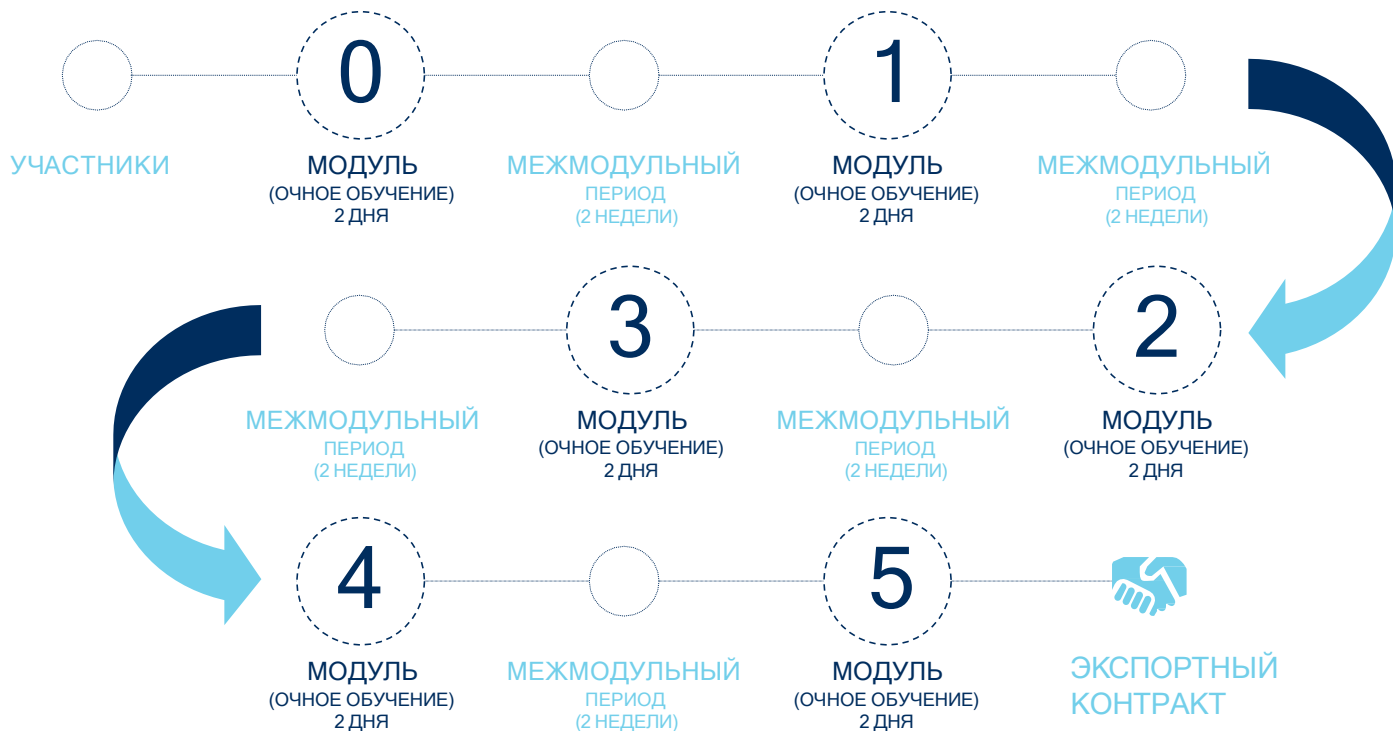 0
1
УЧАСТНИКИ
МОДУЛЬ
(ОЧНОЕ ОБУЧЕНИЕ)
2 ДНЯ
МЕЖМОДУЛЬНЫЙ
ПЕРИОД
(2 НЕДЕЛИ)
МОДУЛЬ
(ОЧНОЕ ОБУЧЕНИЕ)
2 ДНЯ
МЕЖМОДУЛЬНЫЙ
ПЕРИОД
(2 НЕДЕЛИ)
3
2
МЕЖМОДУЛЬНЫЙ
ПЕРИОД
(2 НЕДЕЛИ)
МОДУЛЬ
(ОЧНОЕ ОБУЧЕНИЕ)
2 ДНЯ
МЕЖМОДУЛЬНЫЙ
ПЕРИОД
(2 НЕДЕЛИ)
МОДУЛЬ
(ОЧНОЕ ОБУЧЕНИЕ)
2 ДНЯ
4
5
МОДУЛЬ
(ОЧНОЕ ОБУЧЕНИЕ)
2 ДНЯ
МЕЖМОДУЛЬНЫЙ
ПЕРИОД
(2 НЕДЕЛИ)
МОДУЛЬ
(ОЧНОЕ ОБУЧЕНИЕ)
2 ДНЯ
ЭКСПОРТНЫЙ
КОНТРАКТ